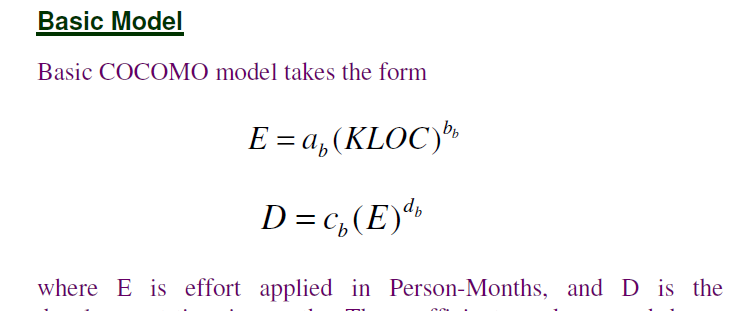 Basic Model
Basic COCOMO model takes the form
E = a_b (KLOC)^{b_b}
D = c_b (E)^{d_b}
where E is effort applied in Person-Months, and D is the